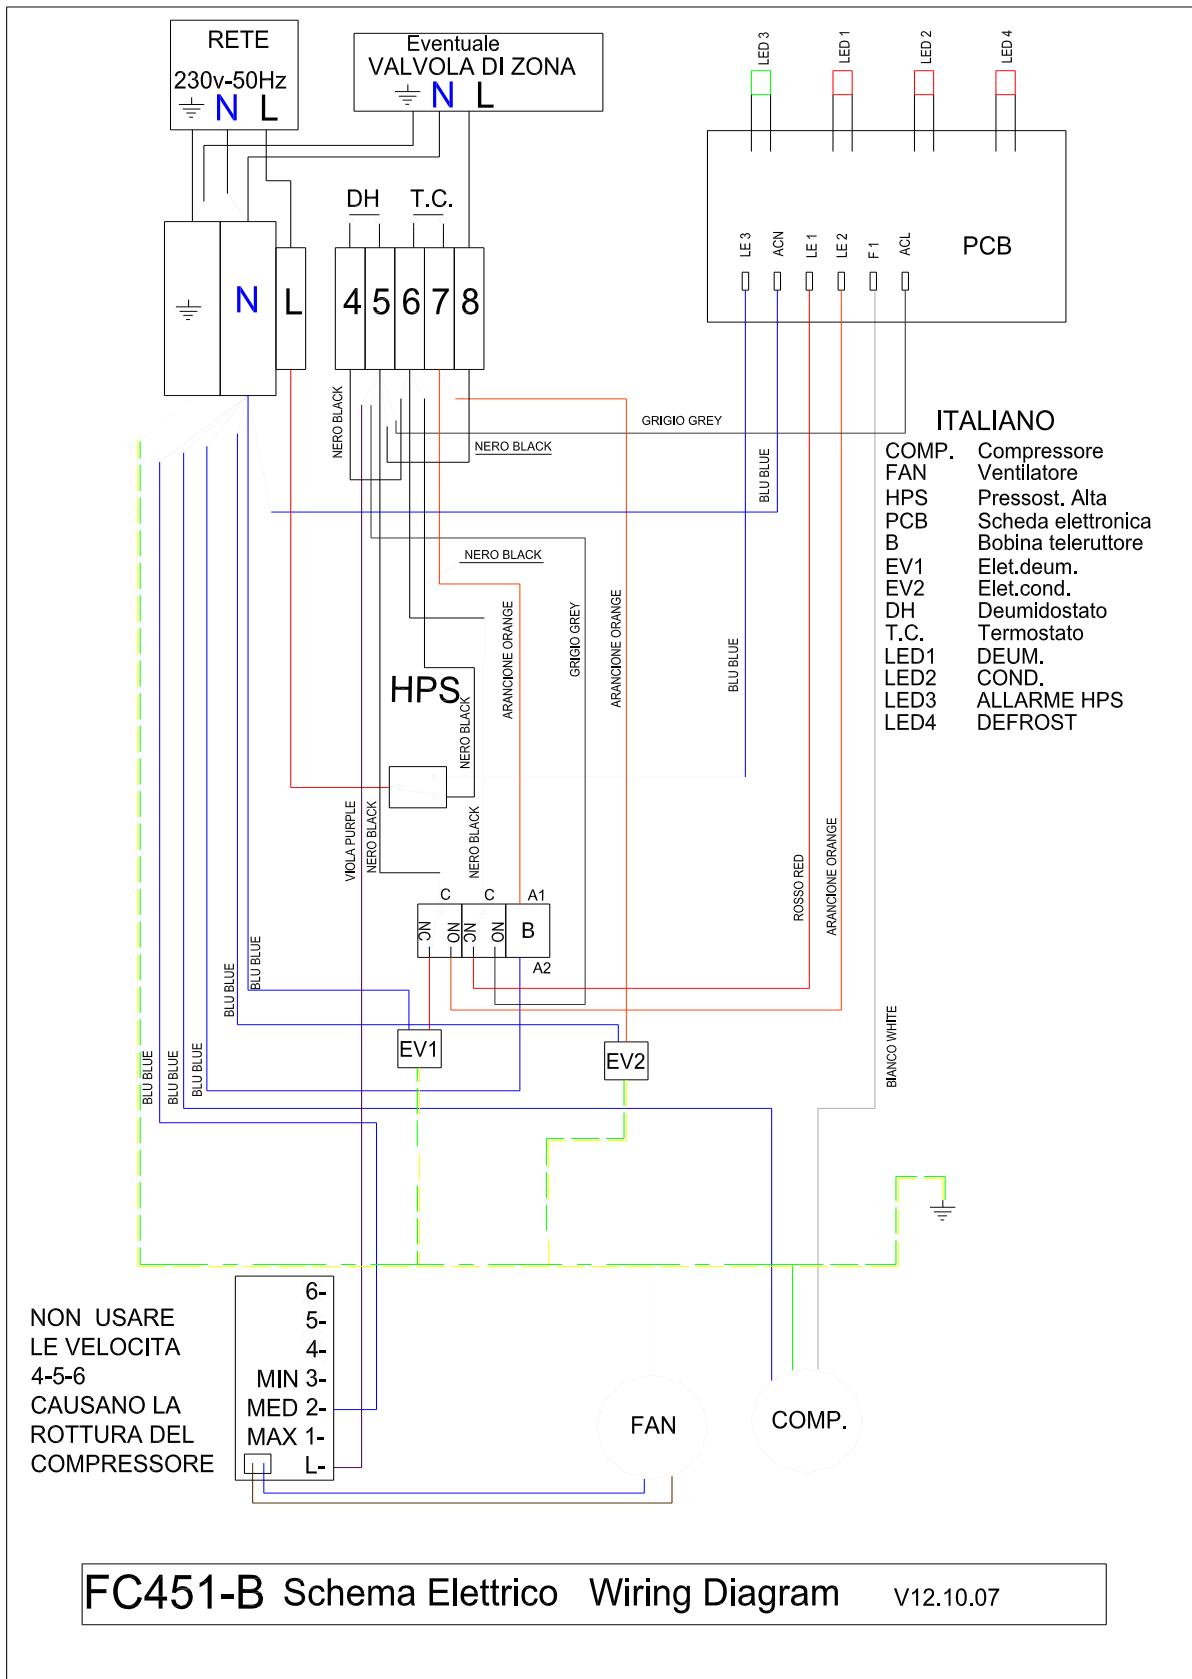 RETE
230v-50Hz
N L
Eventuale
VALVOLA DI ZONA
N L
LED 3
LED 1
LED 2
LED 4
DH
T.C.
LE 3
ACN
LE 1
LE 2
F 1
ACL
PCB
N
L
4
5
6
7
8
NERO BLACK
NERO BLACK
GRIGIO GREY
BLU BLUE
ITALIANO
COMP. Compressore
FAN Ventilatore
HPS Pressost. Alta
PCB Scheda elettronica
B Bobina teleruttore
EV1 Elet.deum.
EV2 Elet.cond.
DH Deumidostato
T.C. Termostato
LED1 DEUM.
LED2 COND.
LED3 ALLARME HPS
LED4 DEFROST
NERO BLACK
ARANCIONE ORANGE
GRIGIO GREY
ARANCIONE ORANGE
BLU BLUE
HPS
NERO BLACK
VIOLA PURPLE
NERO BLACK
NERO BLACK
ROSSO RED
ARANCIONE ORANGE
C
C
A1
NC
NO
NC
NO
B
A2
BLU BLUE
BLU BLUE
BLU BLUE
BLU BLUE
BLU BLUE
EV1
EV2
BIANCO WHITE
NON USARE
LE VELOCITA
4-5-6
CAUSANO LA
ROTTURA DEL
COMPRESSORE
6-
5-
4-
MIN 3-
MED 2-
MAX 1-
L-
FAN
COMP.
FC451-B Schema Elettrico Wiring Diagram V12.10.07